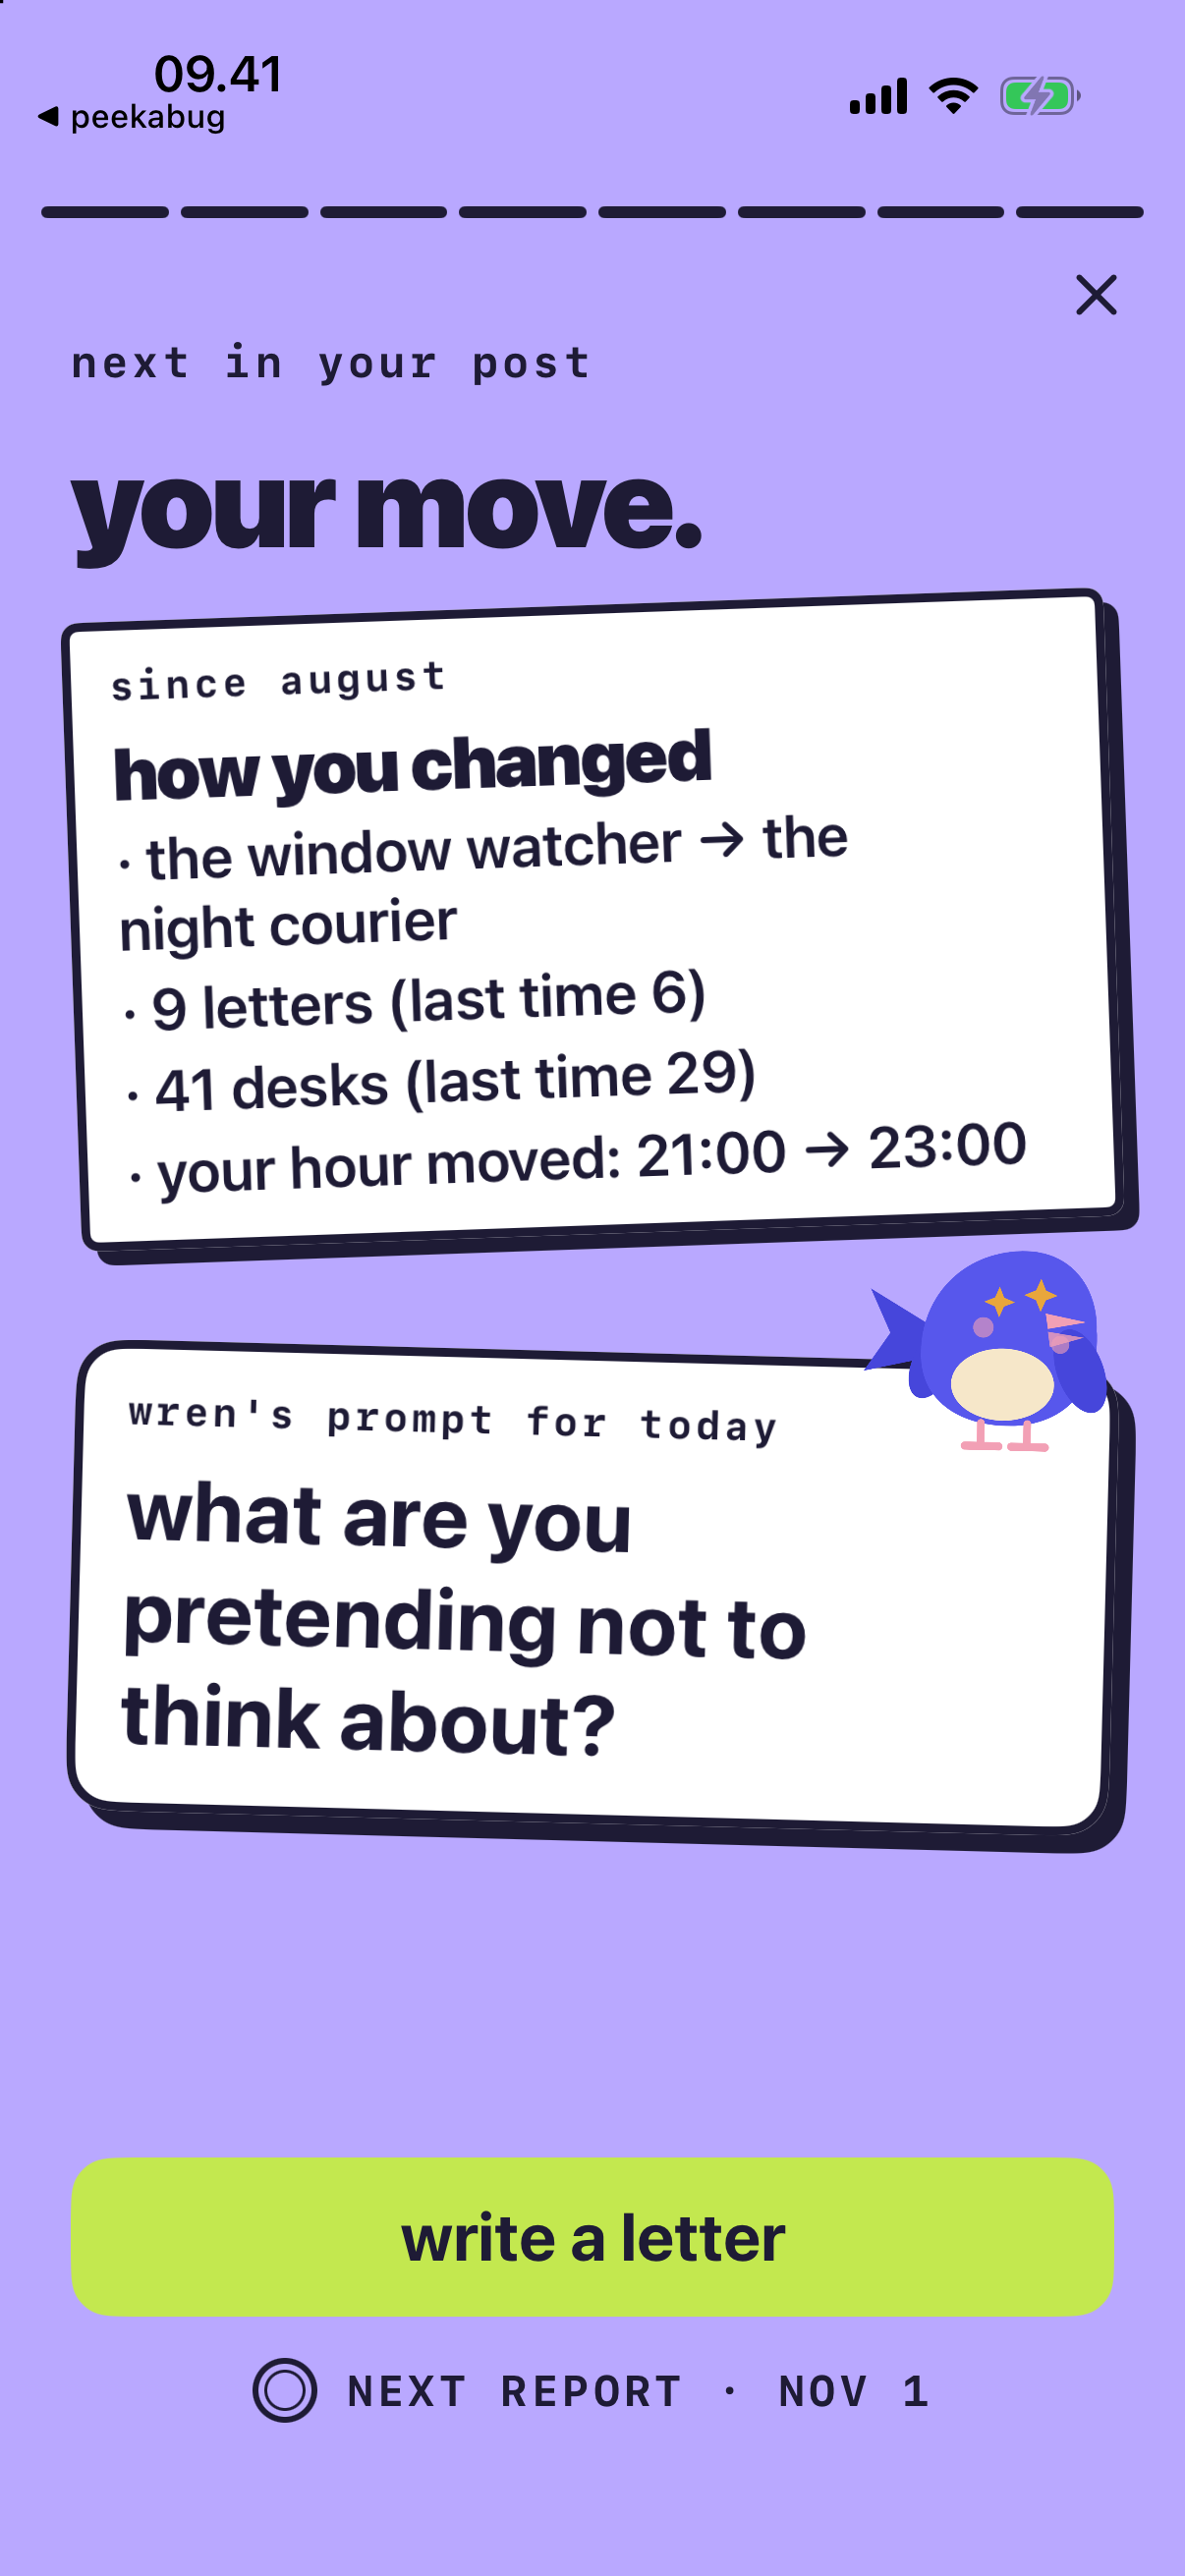 09.41
◀ peekabug
next in your post
your move.
since august
how you changed
· the window watcher → the
night courier
· 9 letters (last time 6)
· 41 desks (last time 29)
· your hour moved: 21:00 → 23:00
wren's prompt for today
what are you
pretending not to
think about?
write a letter
NEXT REPORT · NOV 1